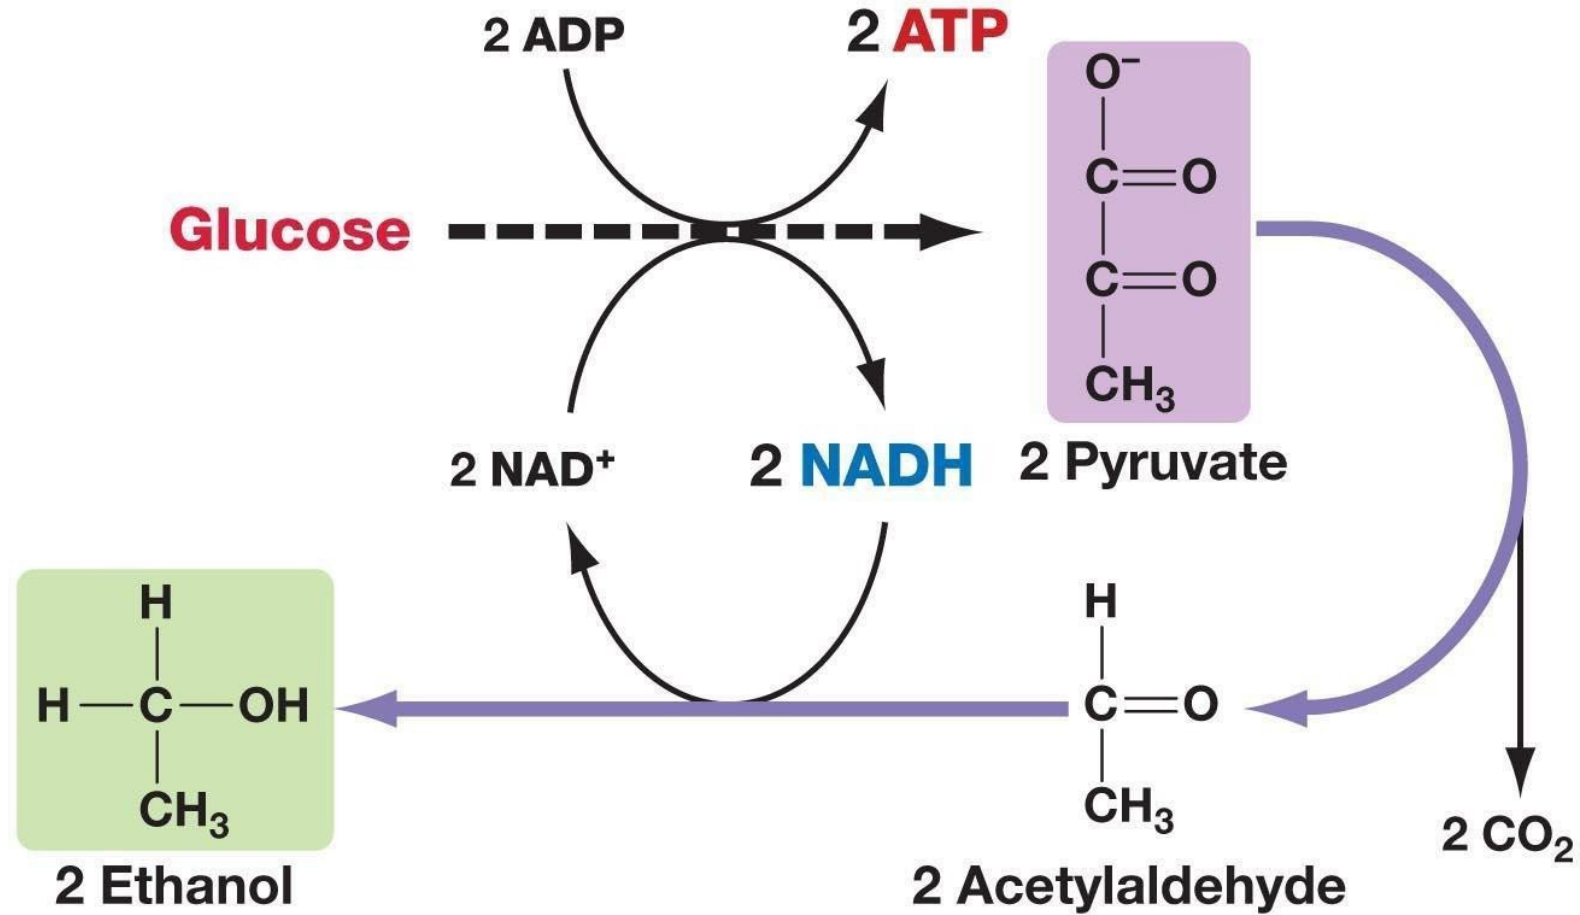 2 ADP
2 ATP
Glucose
O⁻
C=O
C=O
CH₃
2 NAD⁺
2 NADH
2 Pyruvate
H
H—C—OH
CH₃
2 Ethanol
H
C=O
CH₃
2 Acetylaldehyde
2 CO₂